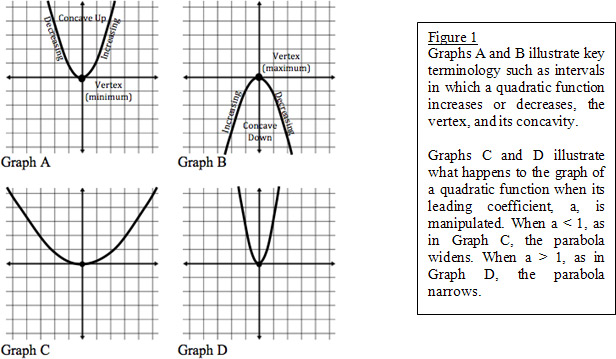 Decreasing
Concave Up
Increasing
Vertex
(minimum)
Graph A
Vertex
(maximum)
Increasing
Concave
Down
Decreasing
Graph B
Graph C
Graph D
Figure 1
Graphs A and B illustrate key
terminology such as intervals
in which a quadratic function
increases or decreases, the
vertex, and its concavity.
Graphs C and D illustrate
what happens to the graph of
a quadratic function when its
leading coefficient, a, is
manipulated. When a < 1, as
in Graph C, the parabola
widens. When a > 1, as in
Graph D, the parabola
narrows.